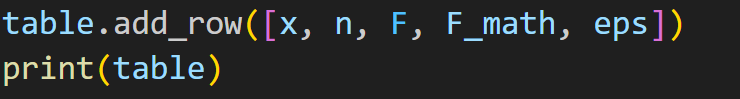 table.add_row([x, n, F, F_math, eps])
print(table)